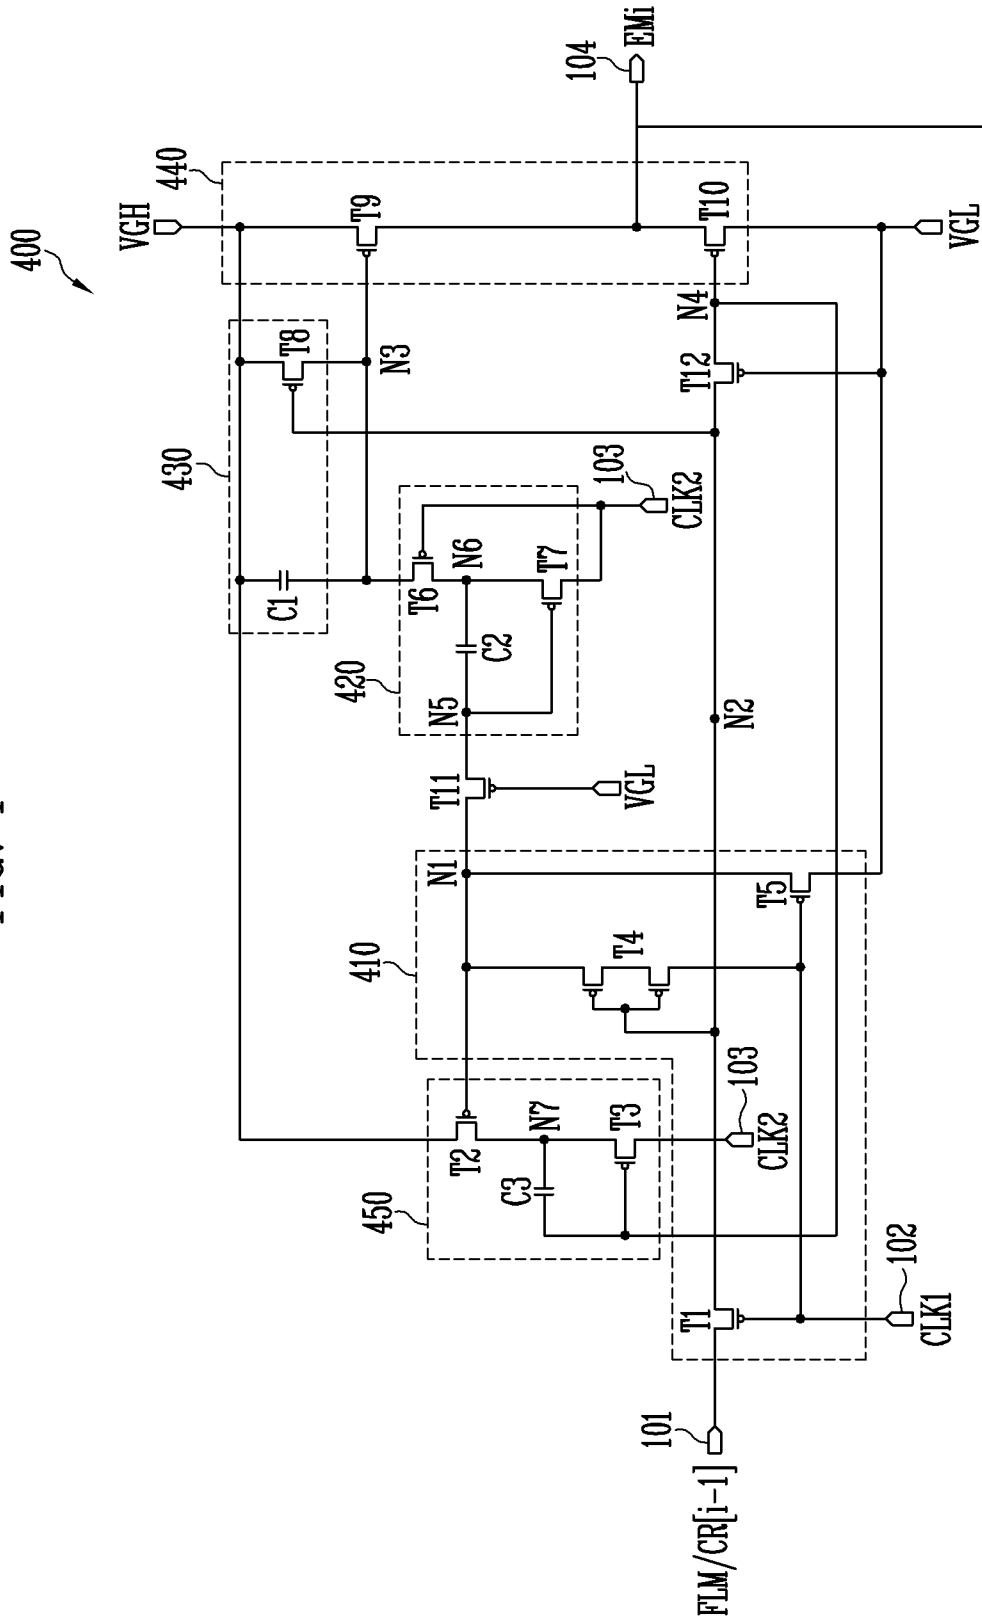 400
VGH
440
104
EMi
T9
T10
VGL
430
T8
N3
N4
T12
C1
103
CLK2
420
T6
N6
T7
C2
N5
N2
T11
VGL
410
N1
T4
T5
450
T2
N7
T3
C3
103
CLK2
T1
102
CLK1
101
FLM/CR[i-1]